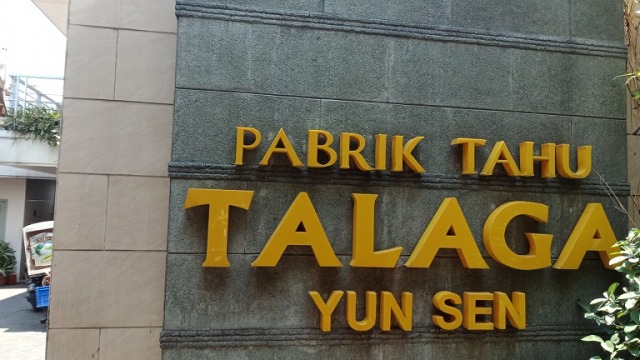 PABRIK TAHU
TALAGA
YUN SEN